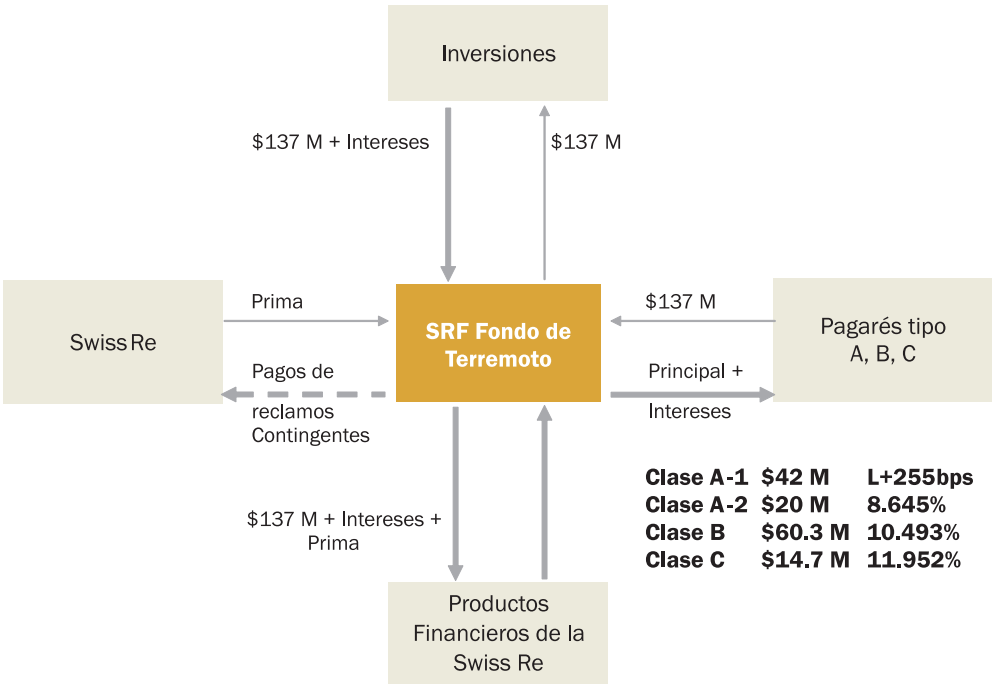 Inversiones
$137 M + Intereses
$137 M
Swiss Re
Prima
Pagos de
reclamos
Contingentes
SRF Fondo de
Terremoto
$137 M
Principal +
Intereses
Pagarés tipo
A, B, C
Clase A-1 $42 M L+255bps
Clase A-2 $20 M 8.645%
Clase B $60.3 M 10.493%
Clase C $14.7 M 11.952%
$137 M + Intereses +
Prima
Productos
Financieros de la
Swiss Re